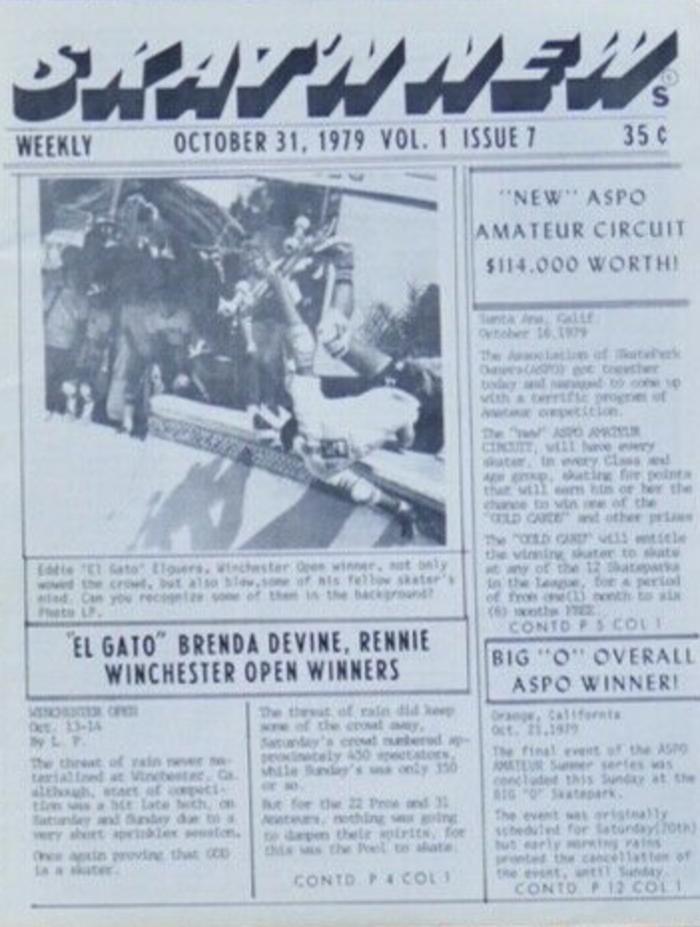 SKAT'N NEWS
WEEKLY OCTOBER 31, 1979 VOL. 1 ISSUE 7 35¢
Eddie "El Gato" Elguera, Winchester Open winner, not only
wowed the crowd, but also blew,some of his fellow skater's
mind. Can you recognize some of them in the background?
Photo LP.
"EL GATO" BRENDA DEVINE, RENNIE
WINCHESTER OPEN WINNERS
WINCHESTER OPEN
Oct. 13-14
By L. P.
The threat of rain never ma-
terialized at Winchester, Ca.
although, start of competi-
tion was a bit late both, on
Saturday and Sunday due to a
very short sprinkler session.
Once again proving that GOD
is a skater.
The threat of rain did keep
some of the crowd away,
Saturday's crowd numbered ap-
proximately 450 spectators,
while Sunday's was only 350
or so.
But for the 22 Pros and 31
Amateurs, nothing was going
to dampen their spirits, for
this was the Pool to skate.
CONTD. P 4 COL 1
"NEW" ASPO
AMATEUR CIRCUIT
$114.000 WORTH!
Santa Ana, Calif.
October 16,1979
The Association of SkatePark
Owners(ASPO) got together
today and managed to come up
with a terrific program of
Amateur competition.
The "new" ASPO AMATEUR
CIRCUIT, will have every
skater, in every Class and
age group, skating for points
that will earn him or her the
chance to win one of the
"GOLD CARDS" and other prizes
The "GOLD CARD" will entitle
the winning skater to skate
at any of the 12 Skateparks
in the League, for a period
of from one(1) month to six
(6) months FREE.
CONTD P 5 COL 1
BIG "O" OVERALL
ASPO WINNER!
Orange, California
Oct. 21,1979
The final event of the ASPO
AMATEUR Summer series was
concluded this Sunday at the
BIG "O" Skatepark.
The event was originally
scheduled for Saturday(20th)
but early morning rains
promted the cancellation of
the event, until Sunday.
CONTD. P 12 COL 1